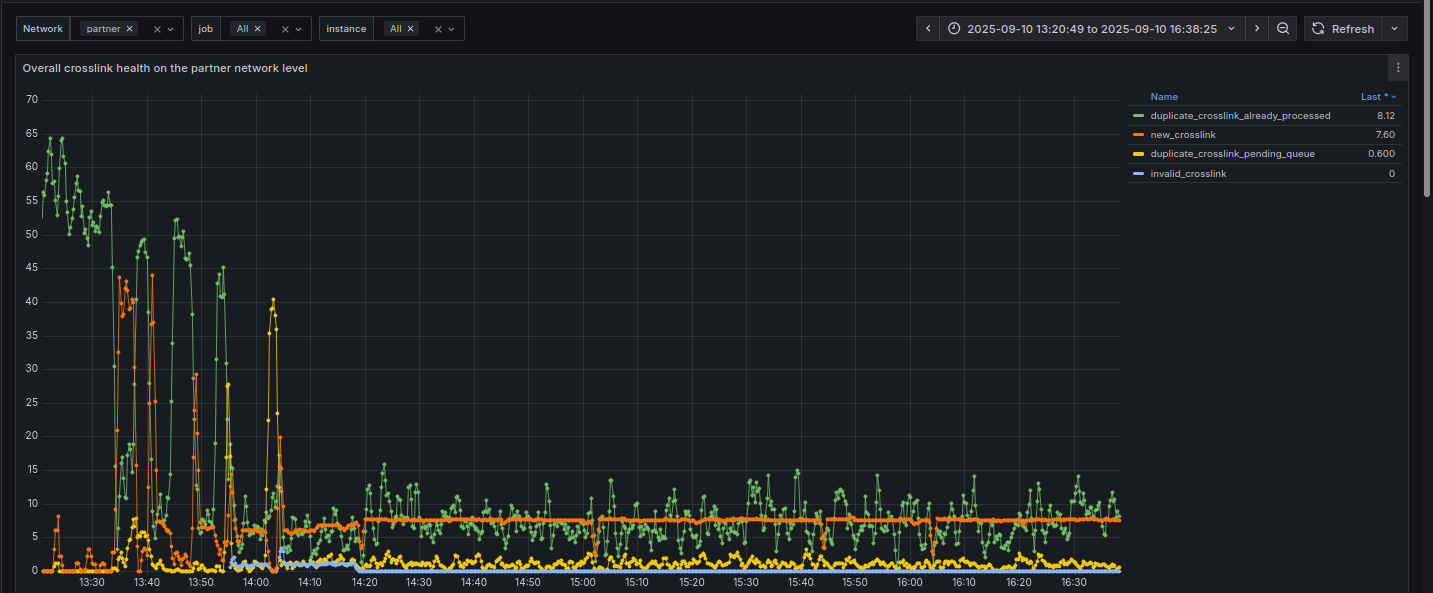 Network partner × × job All × × instance All × × 2025-09-10 13:20:49 to 2025-09-10 16:38:25 Refresh
Overall crosslink health on the partner network level
Name Last *
duplicate_crosslink_already_processed 8.12
new_crosslink 7.60
duplicate_crosslink_pending_queue 0.600
invalid_crosslink 0
70
65
60
55
50
45
40
35
30
25
20
15
10
5
0
13:30 13:40 13:50 14:00 14:10 14:20 14:30 14:40 14:50 15:00 15:10 15:20 15:30 15:40 15:50 16:00 16:10 16:20 16:30